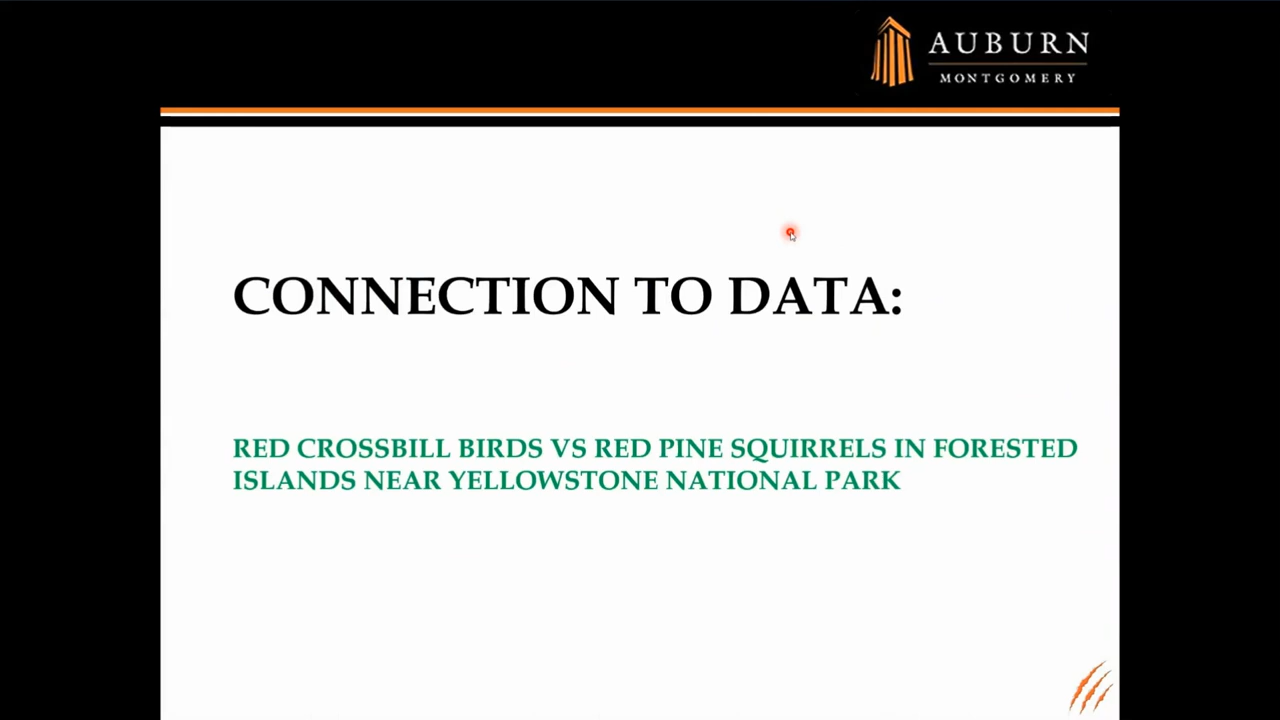 AUBURN
MONTGOMERY
CONNECTION TO DATA:
RED CROSSBILL BIRDS VS RED PINE SQUIRRELS IN FORESTED
ISLANDS NEAR YELLOWSTONE NATIONAL PARK